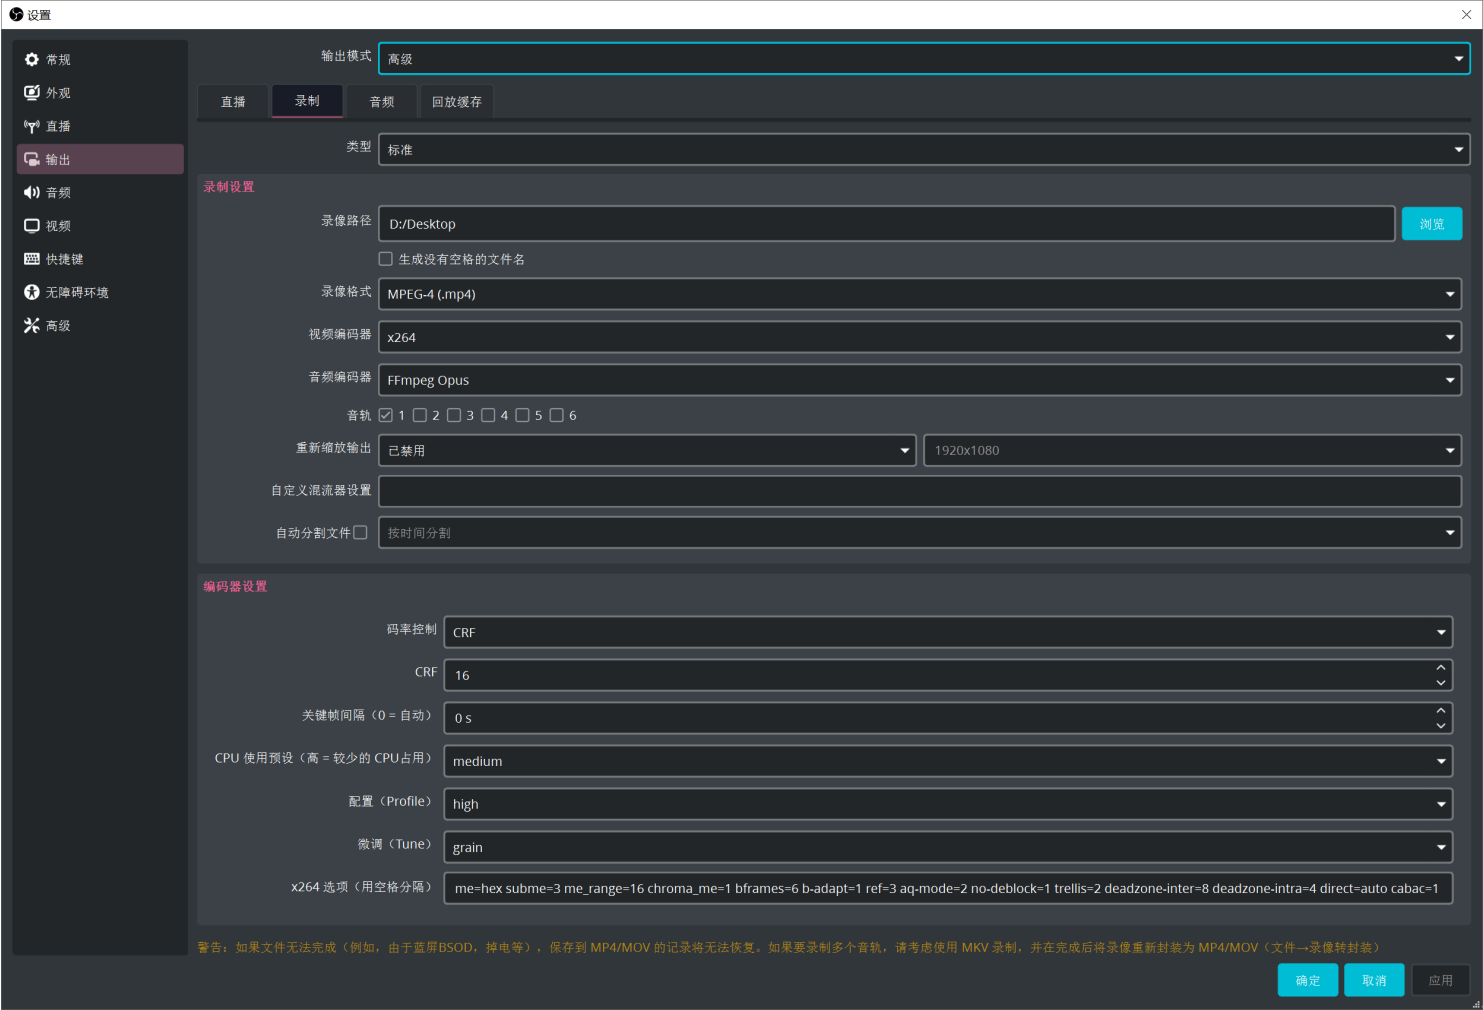 设置
常规
外观
直播
输出
音频
视频
快捷键
无障碍环境
高级
输出模式 高级
直播 录制 音频 回放缓存
类型 标准
录制设置
录像路径 D:/Desktop 浏览
生成没有空格的文件名
录像格式 MPEG-4 (.mp4)
视频编码器 x264
音频编码器 FFmpeg Opus
音轨 1 2 3 4 5 6
重新缩放输出 已禁用 1920x1080
自定义混流器设置
自动分割文件 按时间分割
编码器设置
码率控制 CRF
CRF 16
关键帧间隔（0 = 自动） 0 s
CPU 使用预设（高 = 较少的 CPU占用） medium
配置（Profile） high
微调（Tune） grain
x264 选项（用空格分隔） me=hex subme=3 me_range=16 chroma_me=1 bframes=6 b-adapt=1 ref=3 aq-mode=2 no-deblock=1 trellis=2 deadzone-inter=8 deadzone-intra=4 direct=auto cabac=1
警告：如果文件无法完成（例如，由于蓝屏BSOD，掉电等），保存到 MP4/MOV 的记录将无法恢复。如果要录制多个音轨，请考虑使用 MKV 录制，并在完成后将录像重新封装为 MP4/MOV（文件→录像转封装）
确定 取消 应用